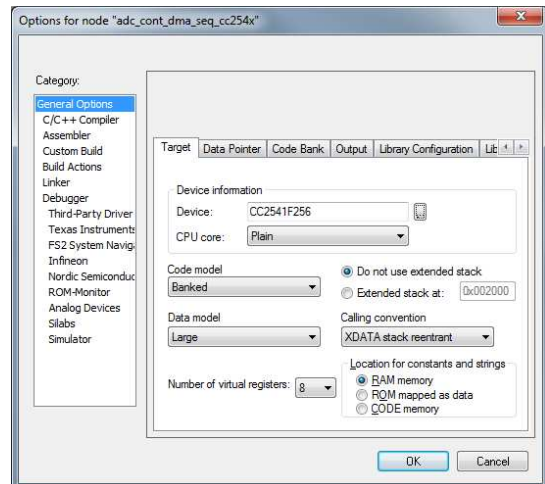 Options for node "adc_cont_dma_seq_cc254x"
Category:
General Options
C/C++ Compiler
Assembler
Custom Build
Build Actions
Linker
Debugger
Third-Party Driver
Texas Instruments
FS2 System Navig
Infineon
Nordic Semiconduc
ROM-Monitor
Analog Devices
Silabs
Simulator
Target Data Pointer Code Bank Output Library Configuration Lit
Device information
Device: CC2541F256
CPU core: Plain
Code model
Banked
Do not use extended stack
Extended stack at: 0x002000
Data model
Large
Calling convention
XDATA stack reentrant
Number of virtual registers: 8
Location for constants and strings
RAM memory
ROM mapped as data
CODE memory
OK Cancel